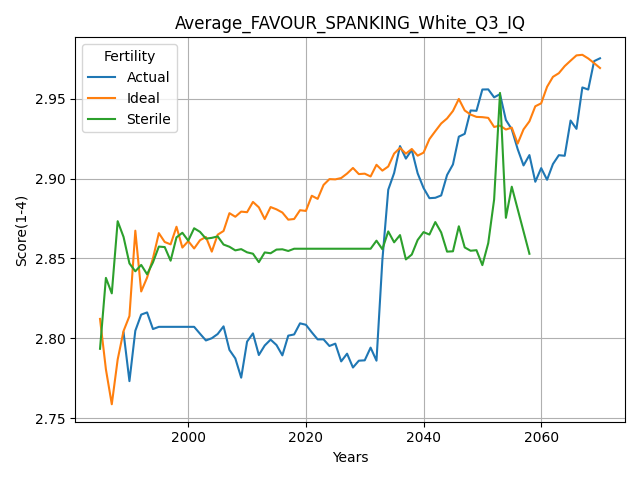 Average_FAVOUR_SPANKING_White_Q3_IQ
Fertility
Actual
Ideal
Sterile
Score(1-4)
2.95
2.90
2.85
2.80
2.75
2000
2020
2040
2060
Years